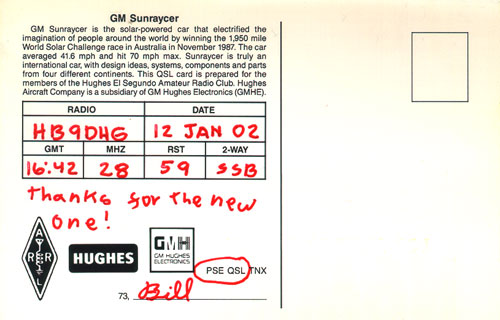 GM Sunraycer
GM Sunraycer is the solar-powered car that electrified the
imagination of people around the world by winning the 1,950 mile
World Solar Challenge race in Australia in November 1987. The car
averaged 41.6 mph and hit 70 mph max. Sunraycer is truly an
international car, with design ideas, systems, components and parts
from four different continents. This QSL card is prepared for the
members of the Hughes El Segundo Amateur Radio Club. Hughes
Aircraft Company is a subsidiary of GM Hughes Electronics (GMHE).
RADIO DATE
HB9DHG 12 JAN 02
GMT MHZ RST 2-WAY
16:42 28 59 SSB
Thanks for the new
one!
A
R R
L
HUGHES
GMH
GM HUGHES
ELECTRONICS
PSE QSL TNX
73, Bill